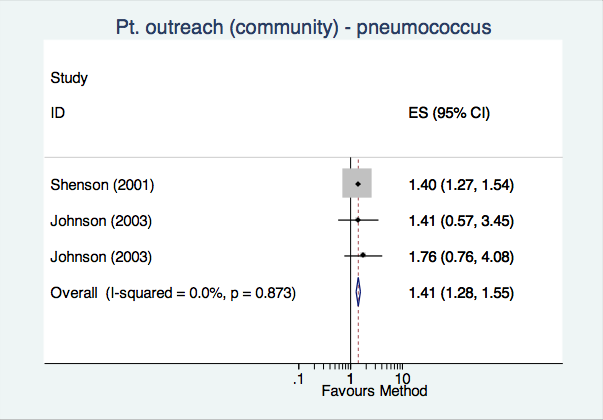 Pt. outreach (community) - pneumococcus
Study
ID ES (95% CI)
Shenson (2001) 1.40 (1.27, 1.54)
Johnson (2003) 1.41 (0.57, 3.45)
Johnson (2003) 1.76 (0.76, 4.08)
Overall (I-squared = 0.0%, p = 0.873) 1.41 (1.28, 1.55)
.1 1 10
Favours Method